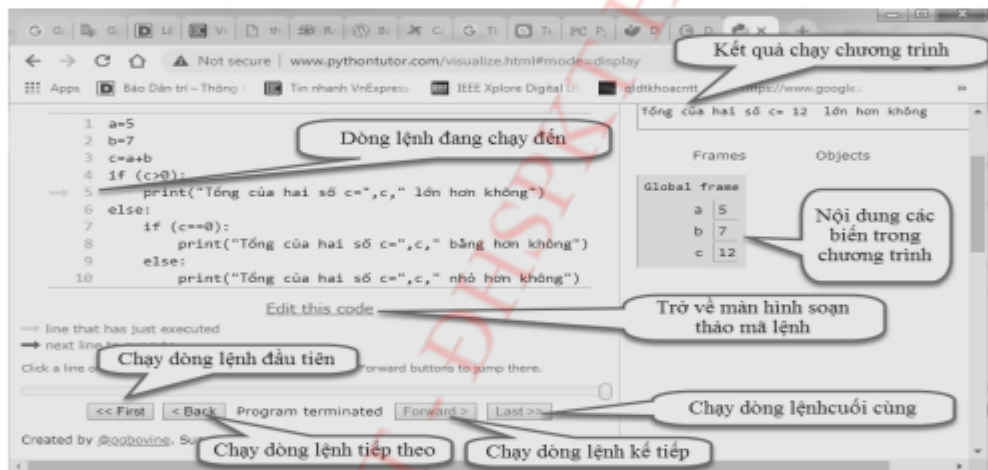 Kết quả chạy chương trình
Not secure | www.pythontutor.com/visualize.html#mode=display
Apps Báo Dân trí – Thông Tin nhanh VnExpress IEEE Xplore Digital qldtkhoacntt https://www.google.
Tổng của hai số c= 12 lớn hơn không
1 a=5
2 b=7
3 c=a+b
4 if (c>0):
5 print("Tổng của hai số c=",c," lớn hơn không")
6 else:
7 if (c==0):
8 print("Tổng của hai số c=",c," bằng hơn không")
9 else:
10 print("Tổng của hai số c=",c," nhỏ hơn không")
Dòng lệnh đang chạy đến
Frames Objects
Global frame
a 5
b 7
c 12
Nội dung các
biến trong
chương trình
Edit this code
Trở về màn hình soạn
thảo mã lệnh
line that has just executed
next line
Chạy dòng lệnh đầu tiên
Click a line Forward buttons to jump there.
<< First < Back Program terminated Forward > Last >>
Chạy dòng lệnhcuối cùng
Created by @pgbovine.
Chạy dòng lệnh tiếp theo
Chạy dòng lệnh kế tiếp
- ĐHSPKT